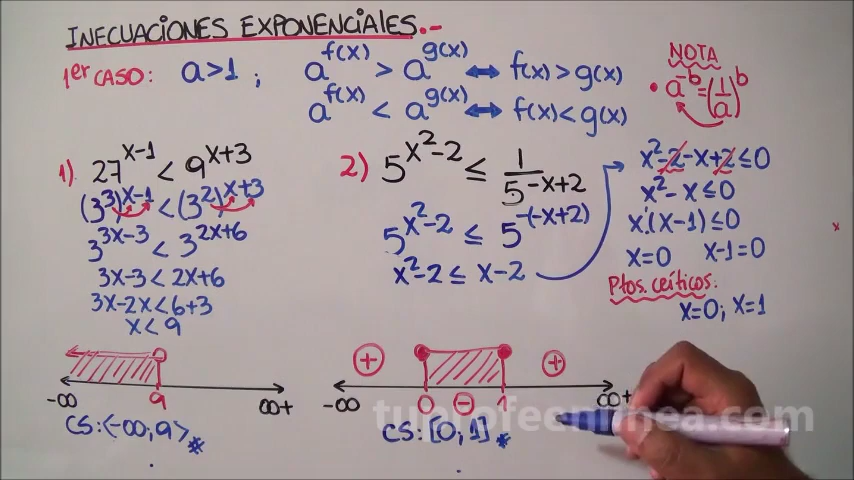 INECUACIONES EXPONENCIALES.-
1er CASO: a>1 ; a^f(x) > a^g(x) ⟺ f(x) > g(x)
a^f(x) < a^g(x) ⟺ f(x) < g(x)
NOTA
• a^-b = (1/a)^b
1) 27^x-1 < 9^x+3
(3^3)^x-1 < (3^2)^x+3
3^3x-3 < 3^2x+6
3x-3 < 2x+6
3x-2x < 6+3
x < 9
-∞ 9 ∞+
CS: <-∞; 9> *
2) 5^x²-2 ≤ 1/5^-x+2
5^x²-2 ≤ 5^-(-x+2)
x²-2 ≤ x-2
x²-2-x+2 ≤ 0
x²-x ≤ 0
x·(x-1) ≤ 0
x=0 x-1=0
Ptos. ceíticos:
x=0; x=1
+ - +
-∞ 0 1 ∞+
CS: [0, 1] *
tuprofecnlinea.com